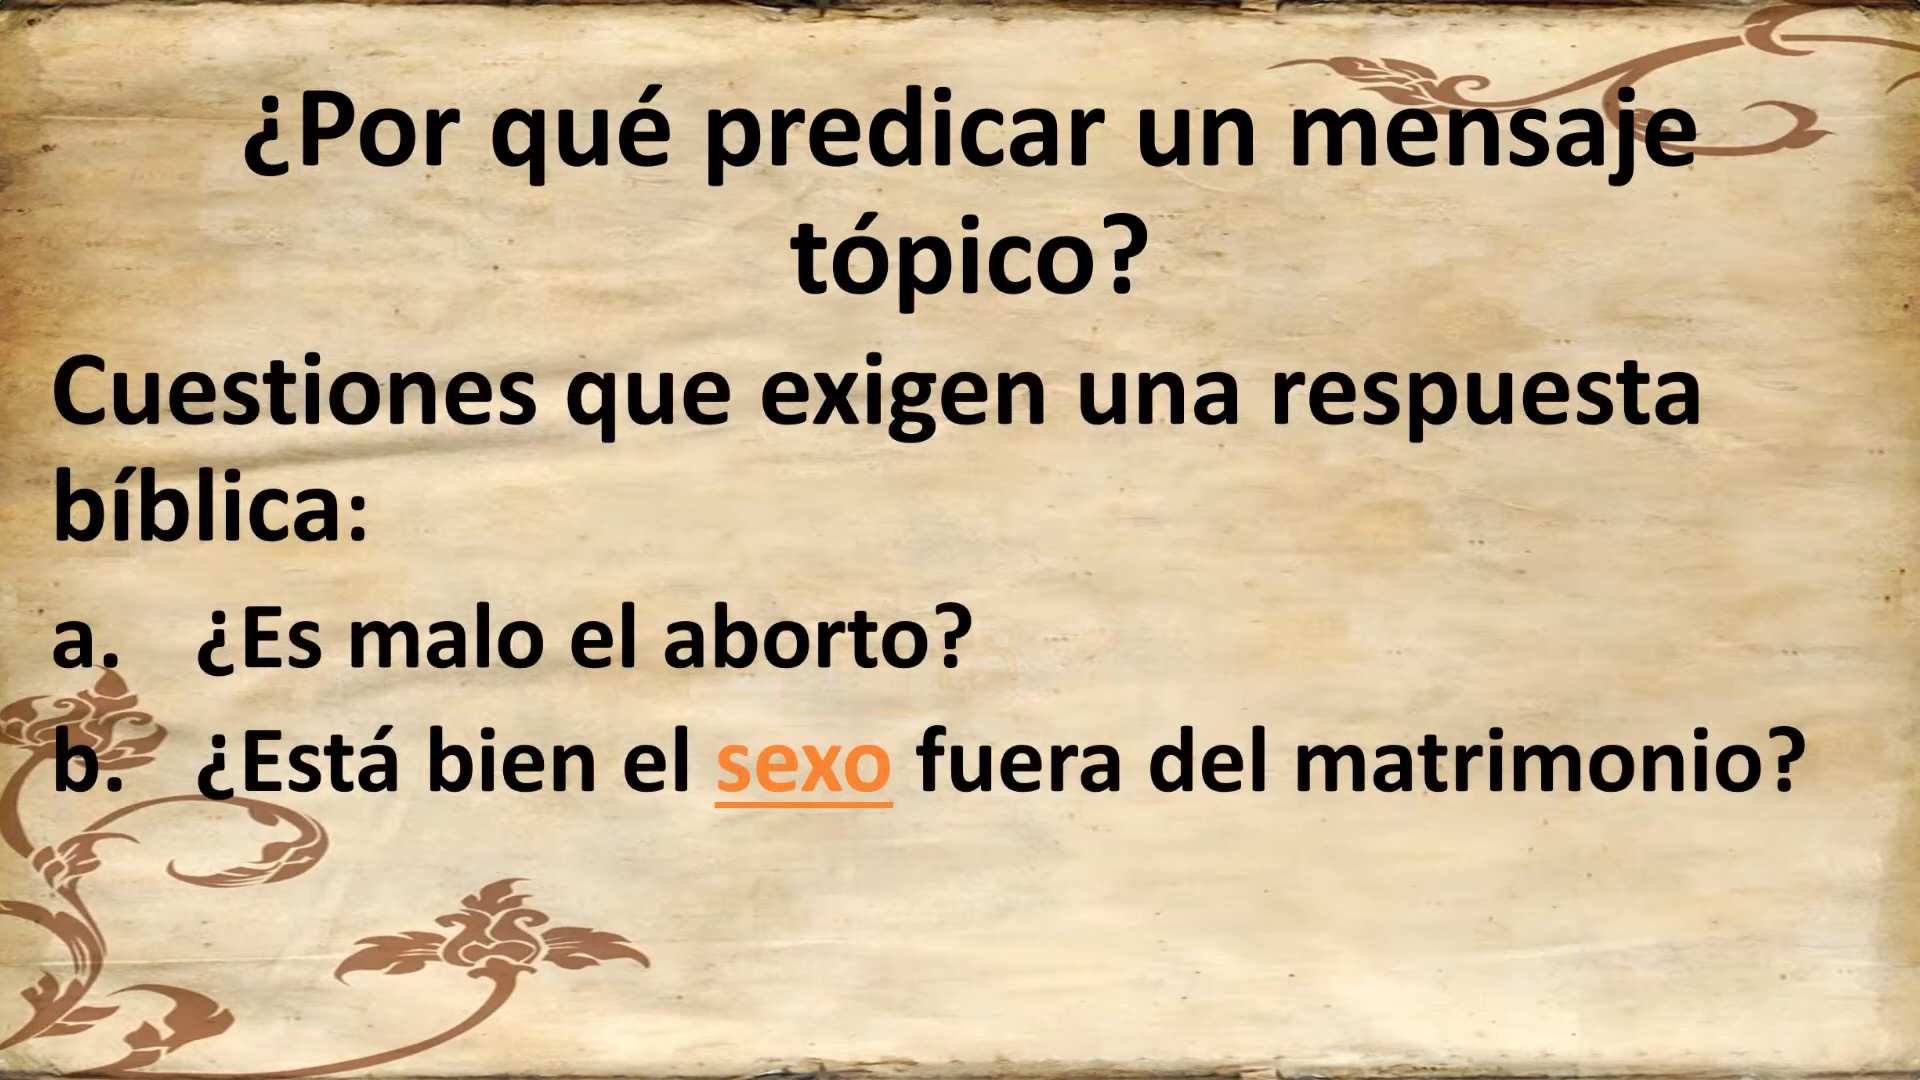 ¿Por qué predicar un mensaje
tópico?
Cuestiones que exigen una respuesta
bíblica:
a. ¿Es malo el aborto?
b. ¿Está bien el sexo fuera del matrimonio?